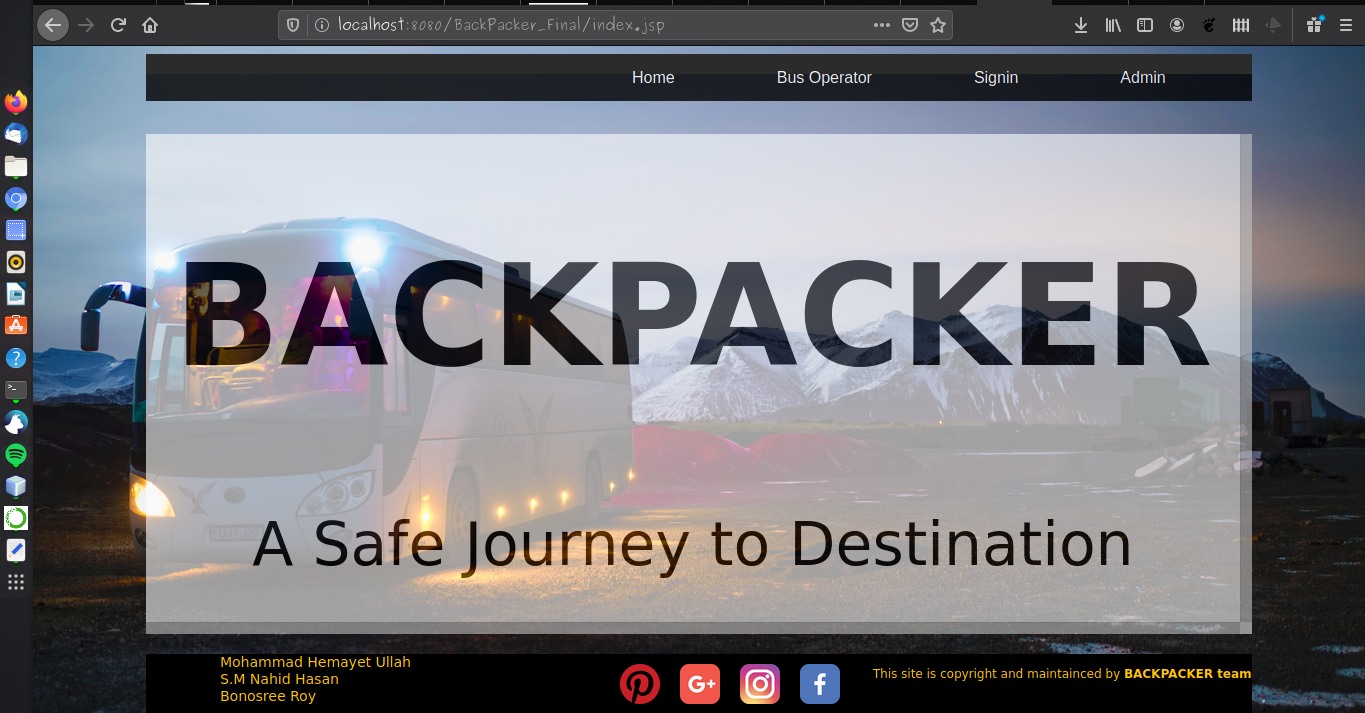 localhost:8080/BackPacker_Final/index.jsp
Home Bus Operator Signin Admin
BACKPACKER
A Safe Journey to Destination
Mohammad Hemayet Ullah
S.M Nahid Hasan
Bonosree Roy
This site is copyright and maintainced by BACKPACKER team